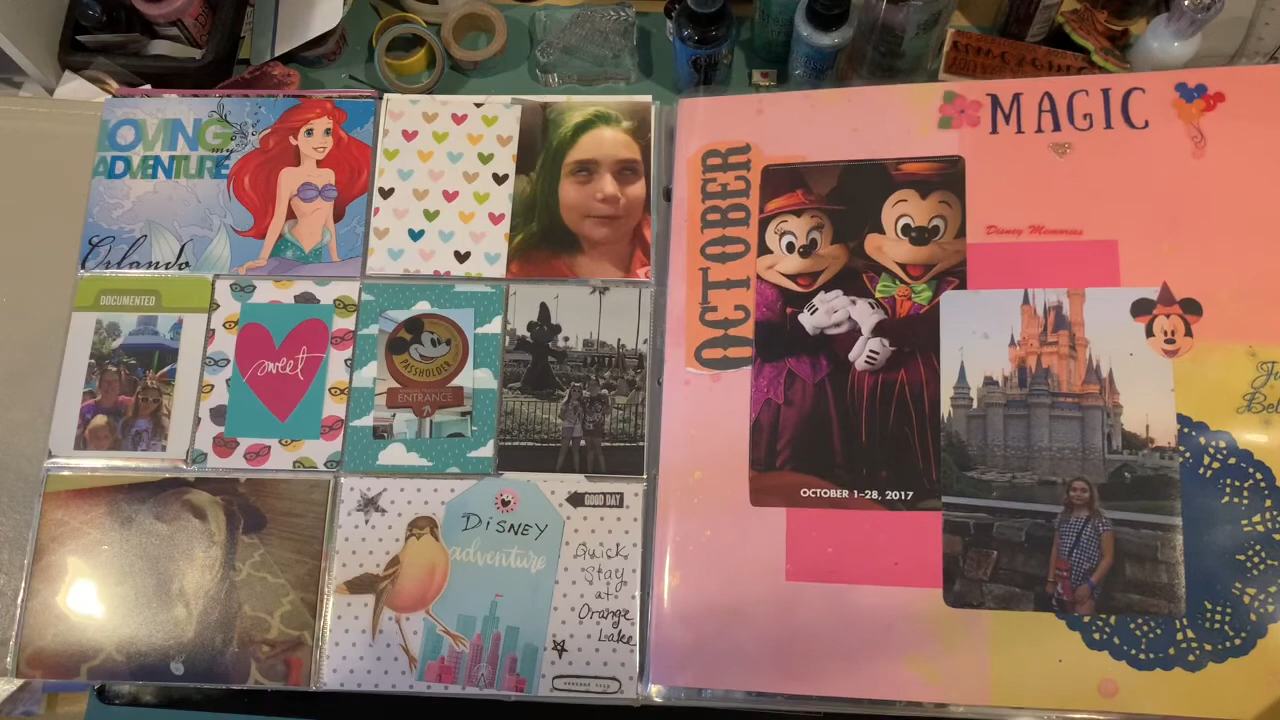 LOVING
my
ADVENTURE
Orlando
DOCUMENTED
sweet
PASSHOLDER
ENTRANCE
DISNEY
adventure
GOOD DAY
Quick
Stay
at
Orange
Lake
MAGIC
OCTOBER
Disney Memories
OCTOBER 1-28, 2017